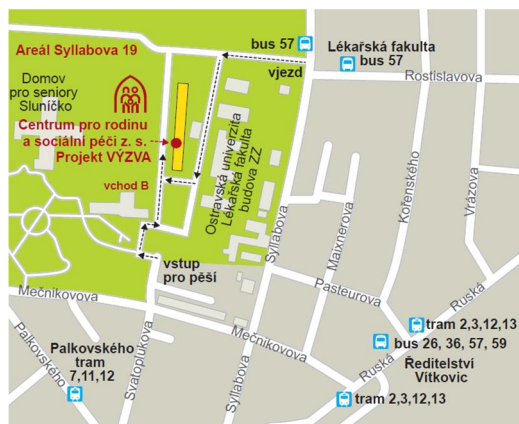 bus 57
Areál Syllabova 19
Lékařská fakulta
bus 57
vjezd
Rostislavova
Domov
pro seniory
Sluníčko
Centrum pro rodinu
a sociální péči z. s.
Projekt VÝZVA
Ostravská univerzita
Lékařská fakulta
budova ZZ
vchod B
Kořenského
Vrázova
Maixnerova
Syllabova
vstup
pro pěší
Pasteurova
Ruská
Mečnikovova
tram 2,3,12,13
Mečnikovova
bus 26, 36, 57, 59
Palkovského
Palkovského
tram
7,11,12
Svatoplukova
Syllabova
Ruská
Ředitelství
Vítkovic
tram 2,3,12,13